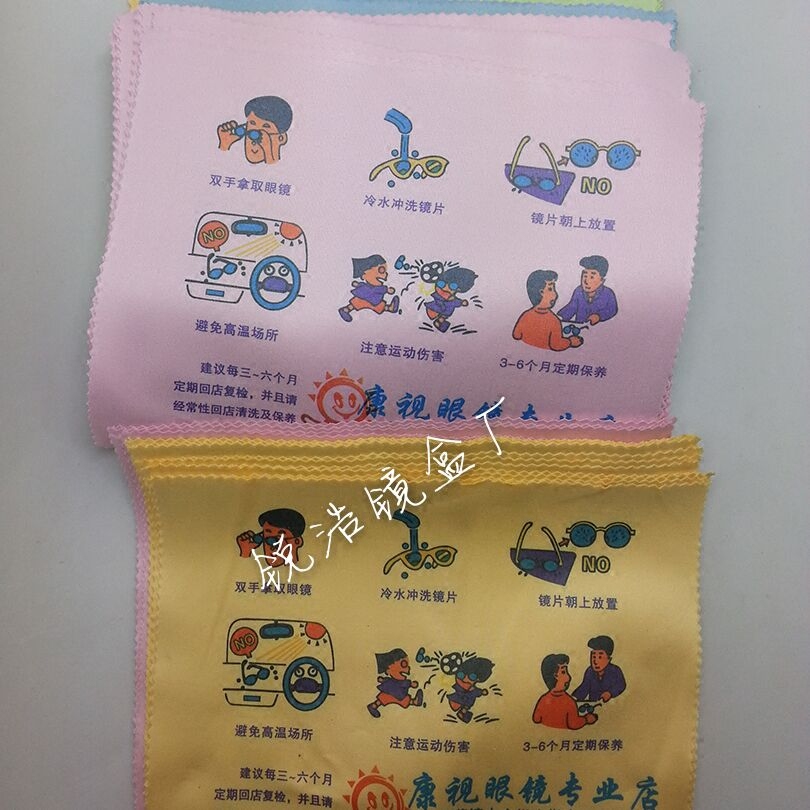 双手拿取眼镜
冷水冲洗镜片
NO
镜片朝上放置
NO
避免高温场所
注意运动伤害
3-6个月定期保养
建议每三~六个月
定期回店复检，并且请
经常性回店清洗及保养
康视眼镜专业店
锐浩镜盒厂
双手拿取眼镜
冷水冲洗镜片
NO
镜片朝上放置
NO
避免高温场所
注意运动伤害
3-6个月定期保养
建议每三~六个月
定期回店复检，并且请
康视眼镜专业店